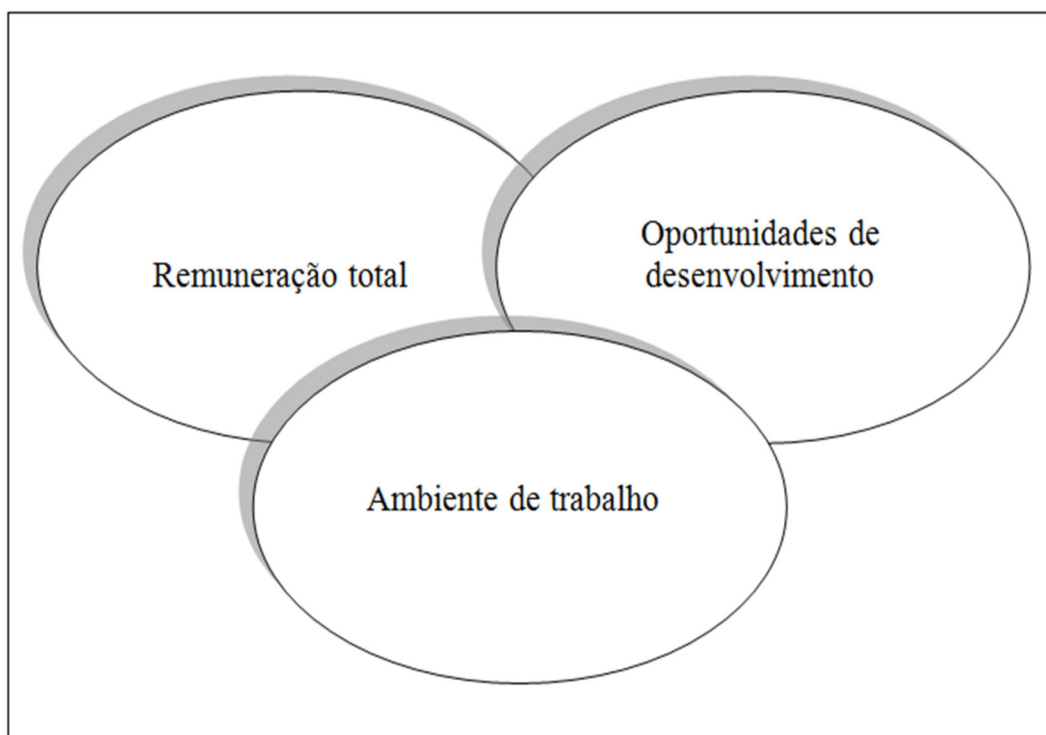 Remuneração total
Oportunidades de
desenvolvimento
Ambiente de trabalho